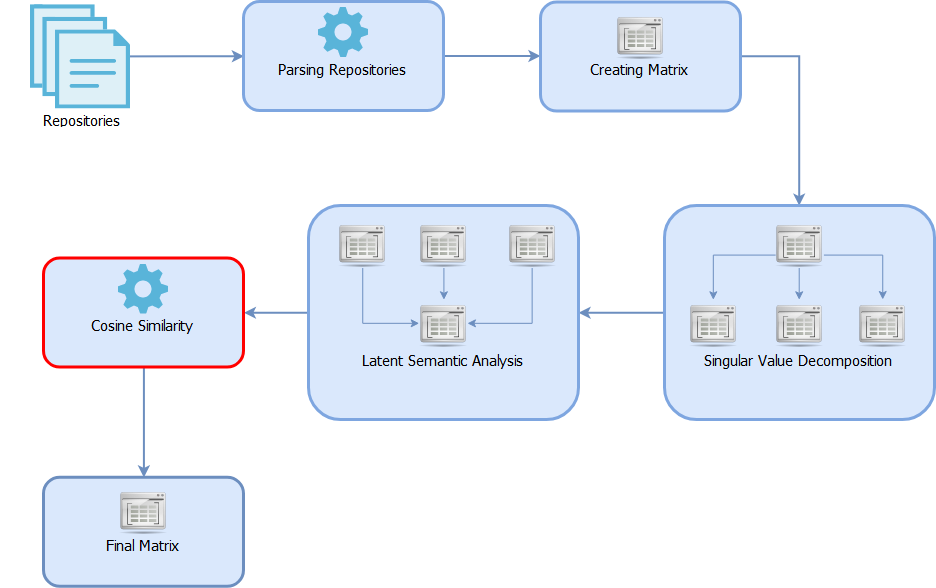 Repositories
Parsing Repositories
Creating Matrix
Singular Value Decomposition
Latent Semantic Analysis
Cosine Similarity
Final Matrix